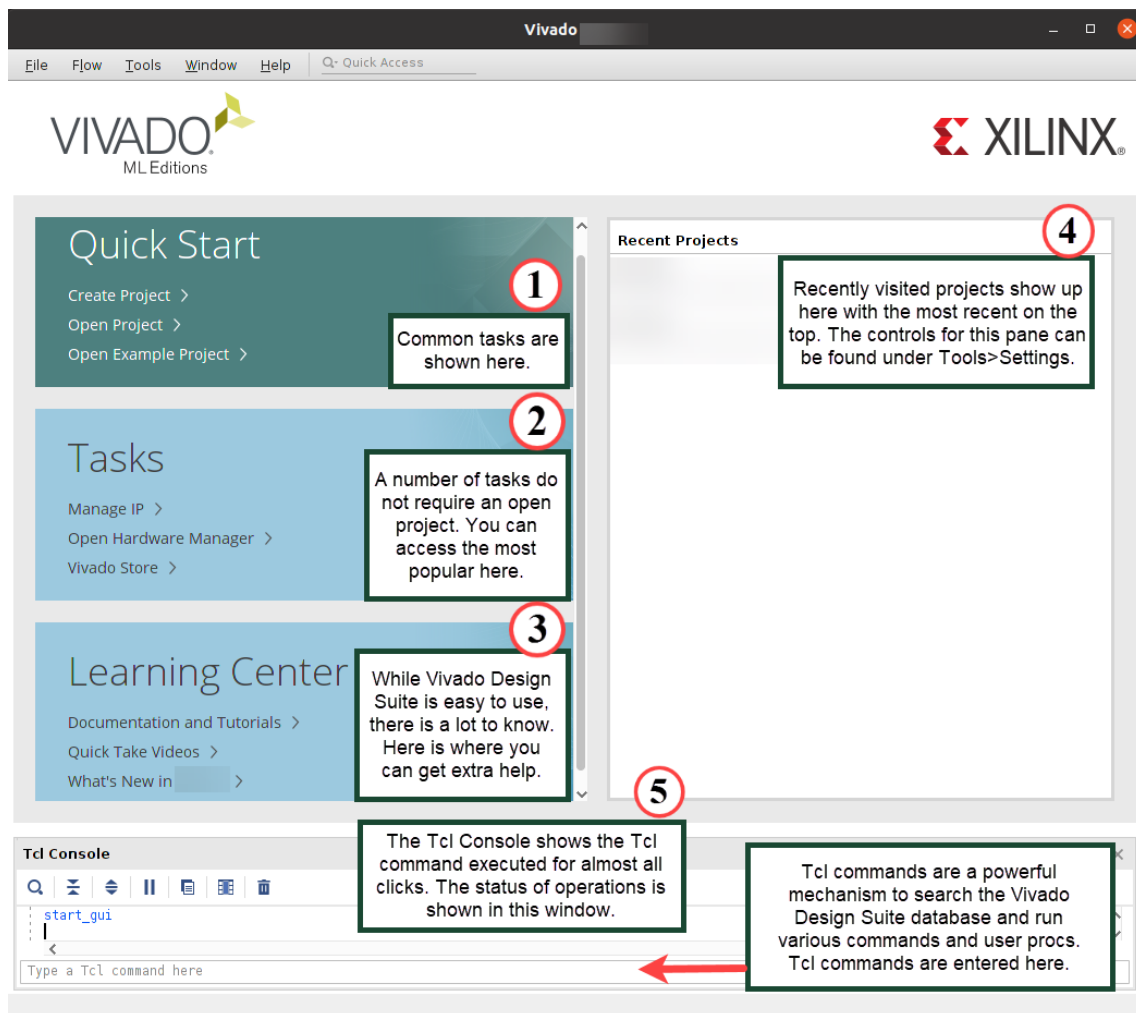 Vivado
File Flow Tools Window Help Quick Access
VIVADO.
ML Editions
XILINX®
Quick Start
Create Project >
Open Project >
Open Example Project >
1
Common tasks are
shown here.
Tasks
Manage IP >
Open Hardware Manager >
Vivado Store >
2
A number of tasks do
not require an open
project. You can
access the most
popular here.
Learning Center
Documentation and Tutorials >
Quick Take Videos >
What's New in >
3
While Vivado Design
Suite is easy to use,
there is a lot to know.
Here is where you
can get extra help.
Recent Projects
4
Recently visited projects show up
here with the most recent on the
top. The controls for this pane can
be found under Tools>Settings.
5
The Tcl Console shows the Tcl
command executed for almost all
clicks. The status of operations is
shown in this window.
Tcl Console
start_gui
Type a Tcl command here
Tcl commands are a powerful
mechanism to search the Vivado
Design Suite database and run
various commands and user procs.
Tcl commands are entered here.